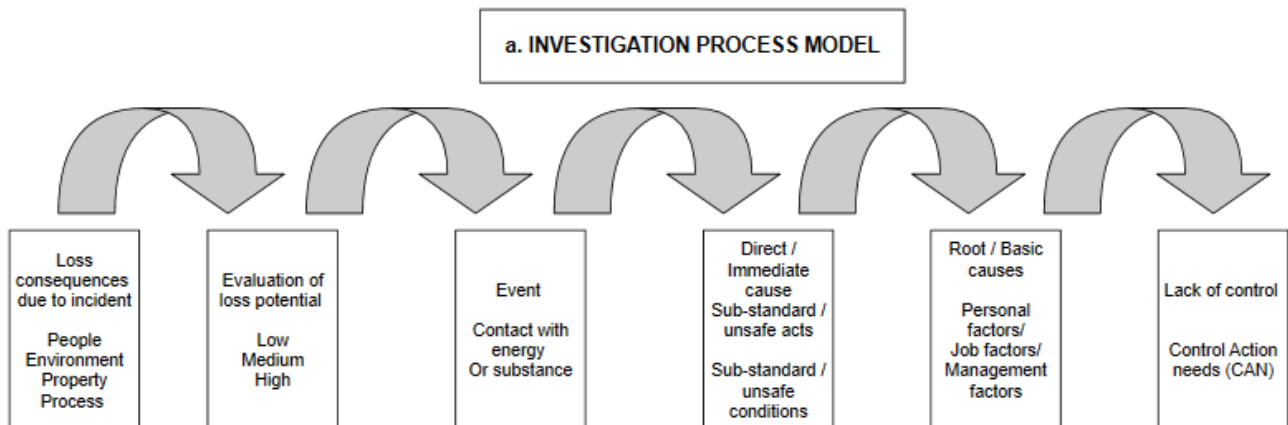 a. INVESTIGATION PROCESS MODEL
Loss
consequences
due to incident
People
Environment
Property
Process
Evaluation of
loss potential
Low
Medium
High
Event
Contact with
energy
Or substance
Direct /
Immediate
cause
Sub-standard /
unsafe acts
Sub-standard /
unsafe
conditions
Root / Basic
causes
Personal
factors/
Job factors/
Management
factors
Lack of control
Control Action
needs (CAN)